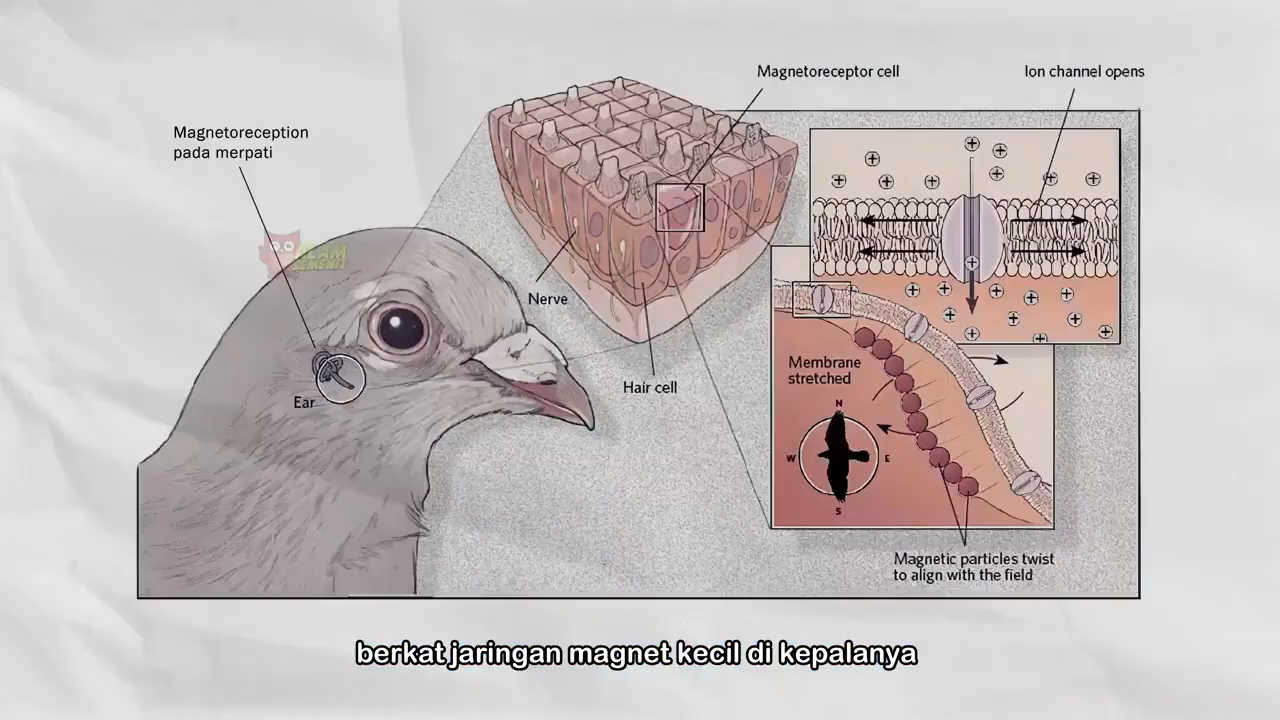 Magnetoreceptor cell
Ion channel opens
Magnetoreception
pada merpati
Nerve
Hair cell
Ear
Membrane
stretched
N
W
E
S
Magnetic particles twist
to align with the field
berkat jaringan magnet kecil di kepalanya